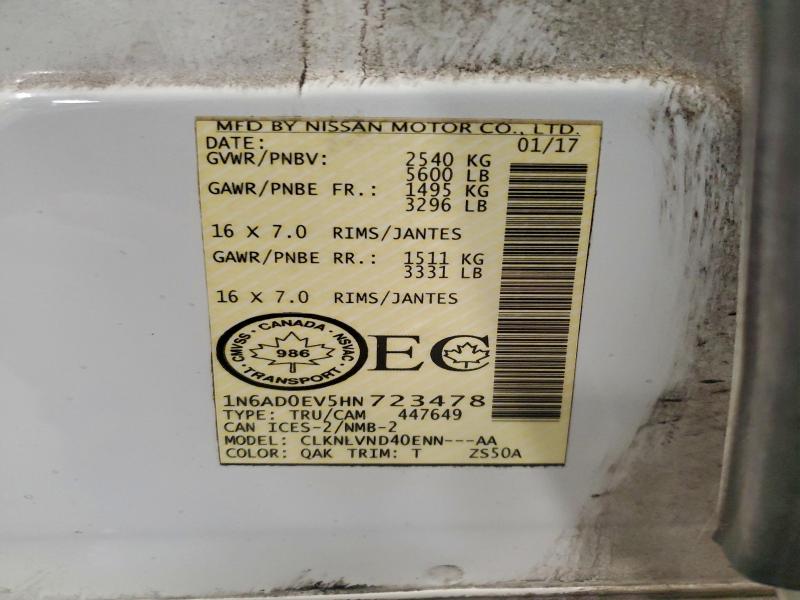 MFD BY NISSAN MOTOR CO., LTD.
DATE: 01/17
GVWR/PNBV: 2540 KG
5600 LB
GAWR/PNBE FR.: 1495 KG
3296 LB
16 X 7.0 RIMS/JANTES
GAWR/PNBE RR.: 1511 KG
3331 LB
16 X 7.0 RIMS/JANTES
CMVSS · CANADA · NSVAC · TRANSPORT ·
986
EC
1N6AD0EV5HN723478
TYPE: TRU/CAM 447649
CAN ICES-2/NMB-2
MODEL: CLKNLVND40ENN---AA
COLOR: QAK TRIM: T ZS50A